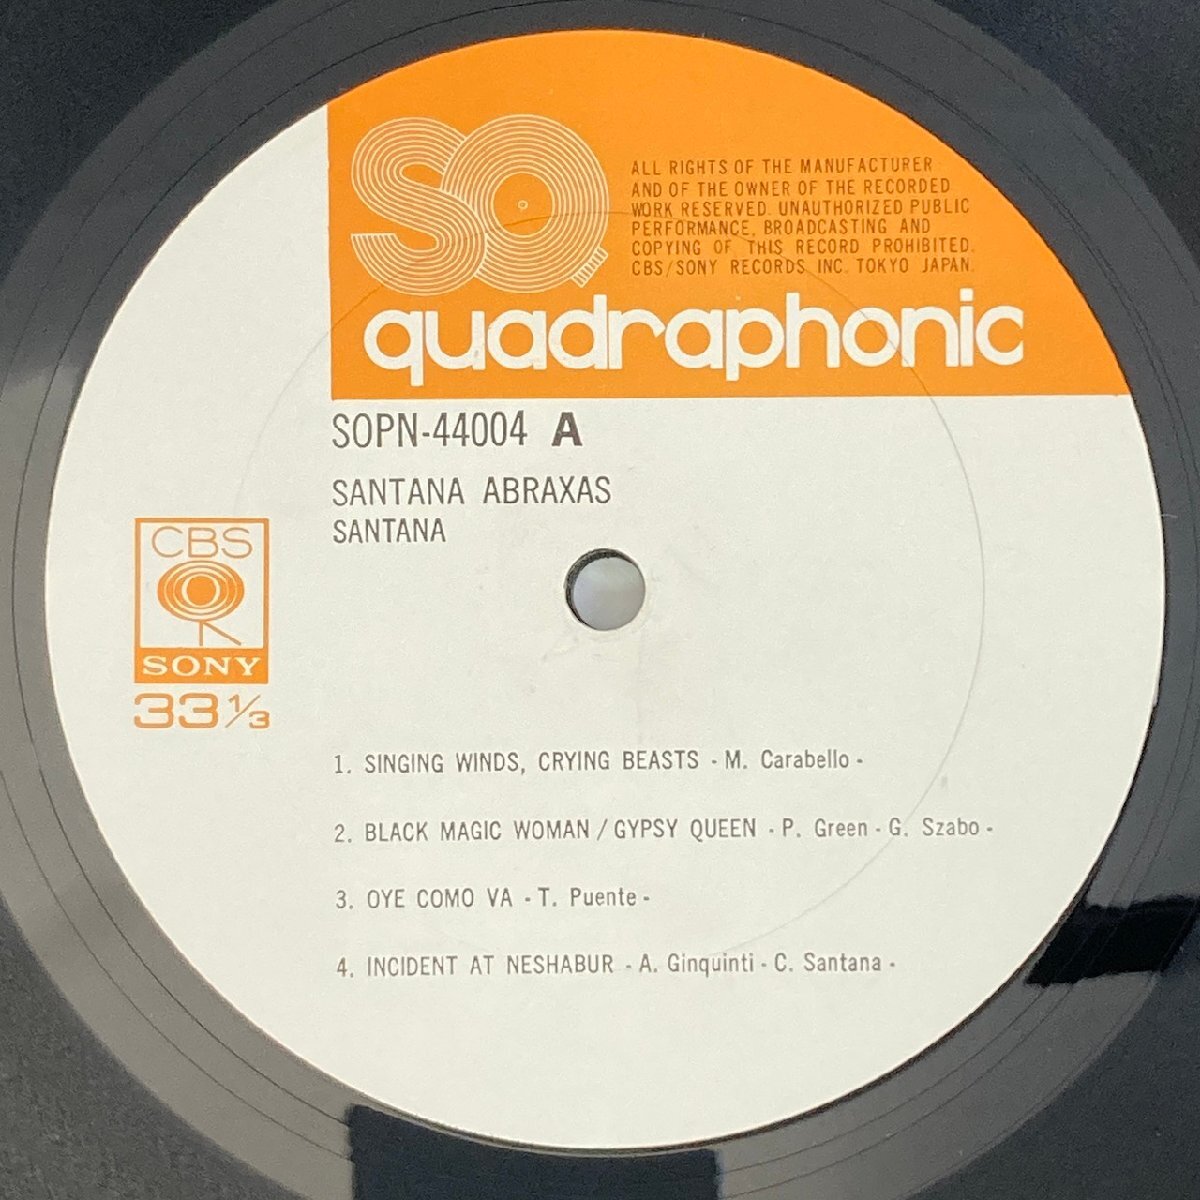 SQ
ALL RIGHTS OF THE MANUFACTURER
AND OF THE OWNER OF THE RECORDED
WORK RESERVED. UNAUTHORIZED PUBLIC
PERFORMANCE, BROADCASTING AND
COPYING OF THIS RECORD PROHIBITED.
CBS/SONY RECORDS INC. TOKYO JAPAN.
quadraphonic
SOPN-44004 A
SANTANA ABRAXAS
SANTANA
CBS
SONY
33 1/3
1. SINGING WINDS, CRYING BEASTS - M. Carabello -
2. BLACK MAGIC WOMAN / GYPSY QUEEN - P. Green - G. Szabo -
3. OYE COMO VA - T. Puente -
4. INCIDENT AT NESHABUR - A. Ginquinti - C. Santana -